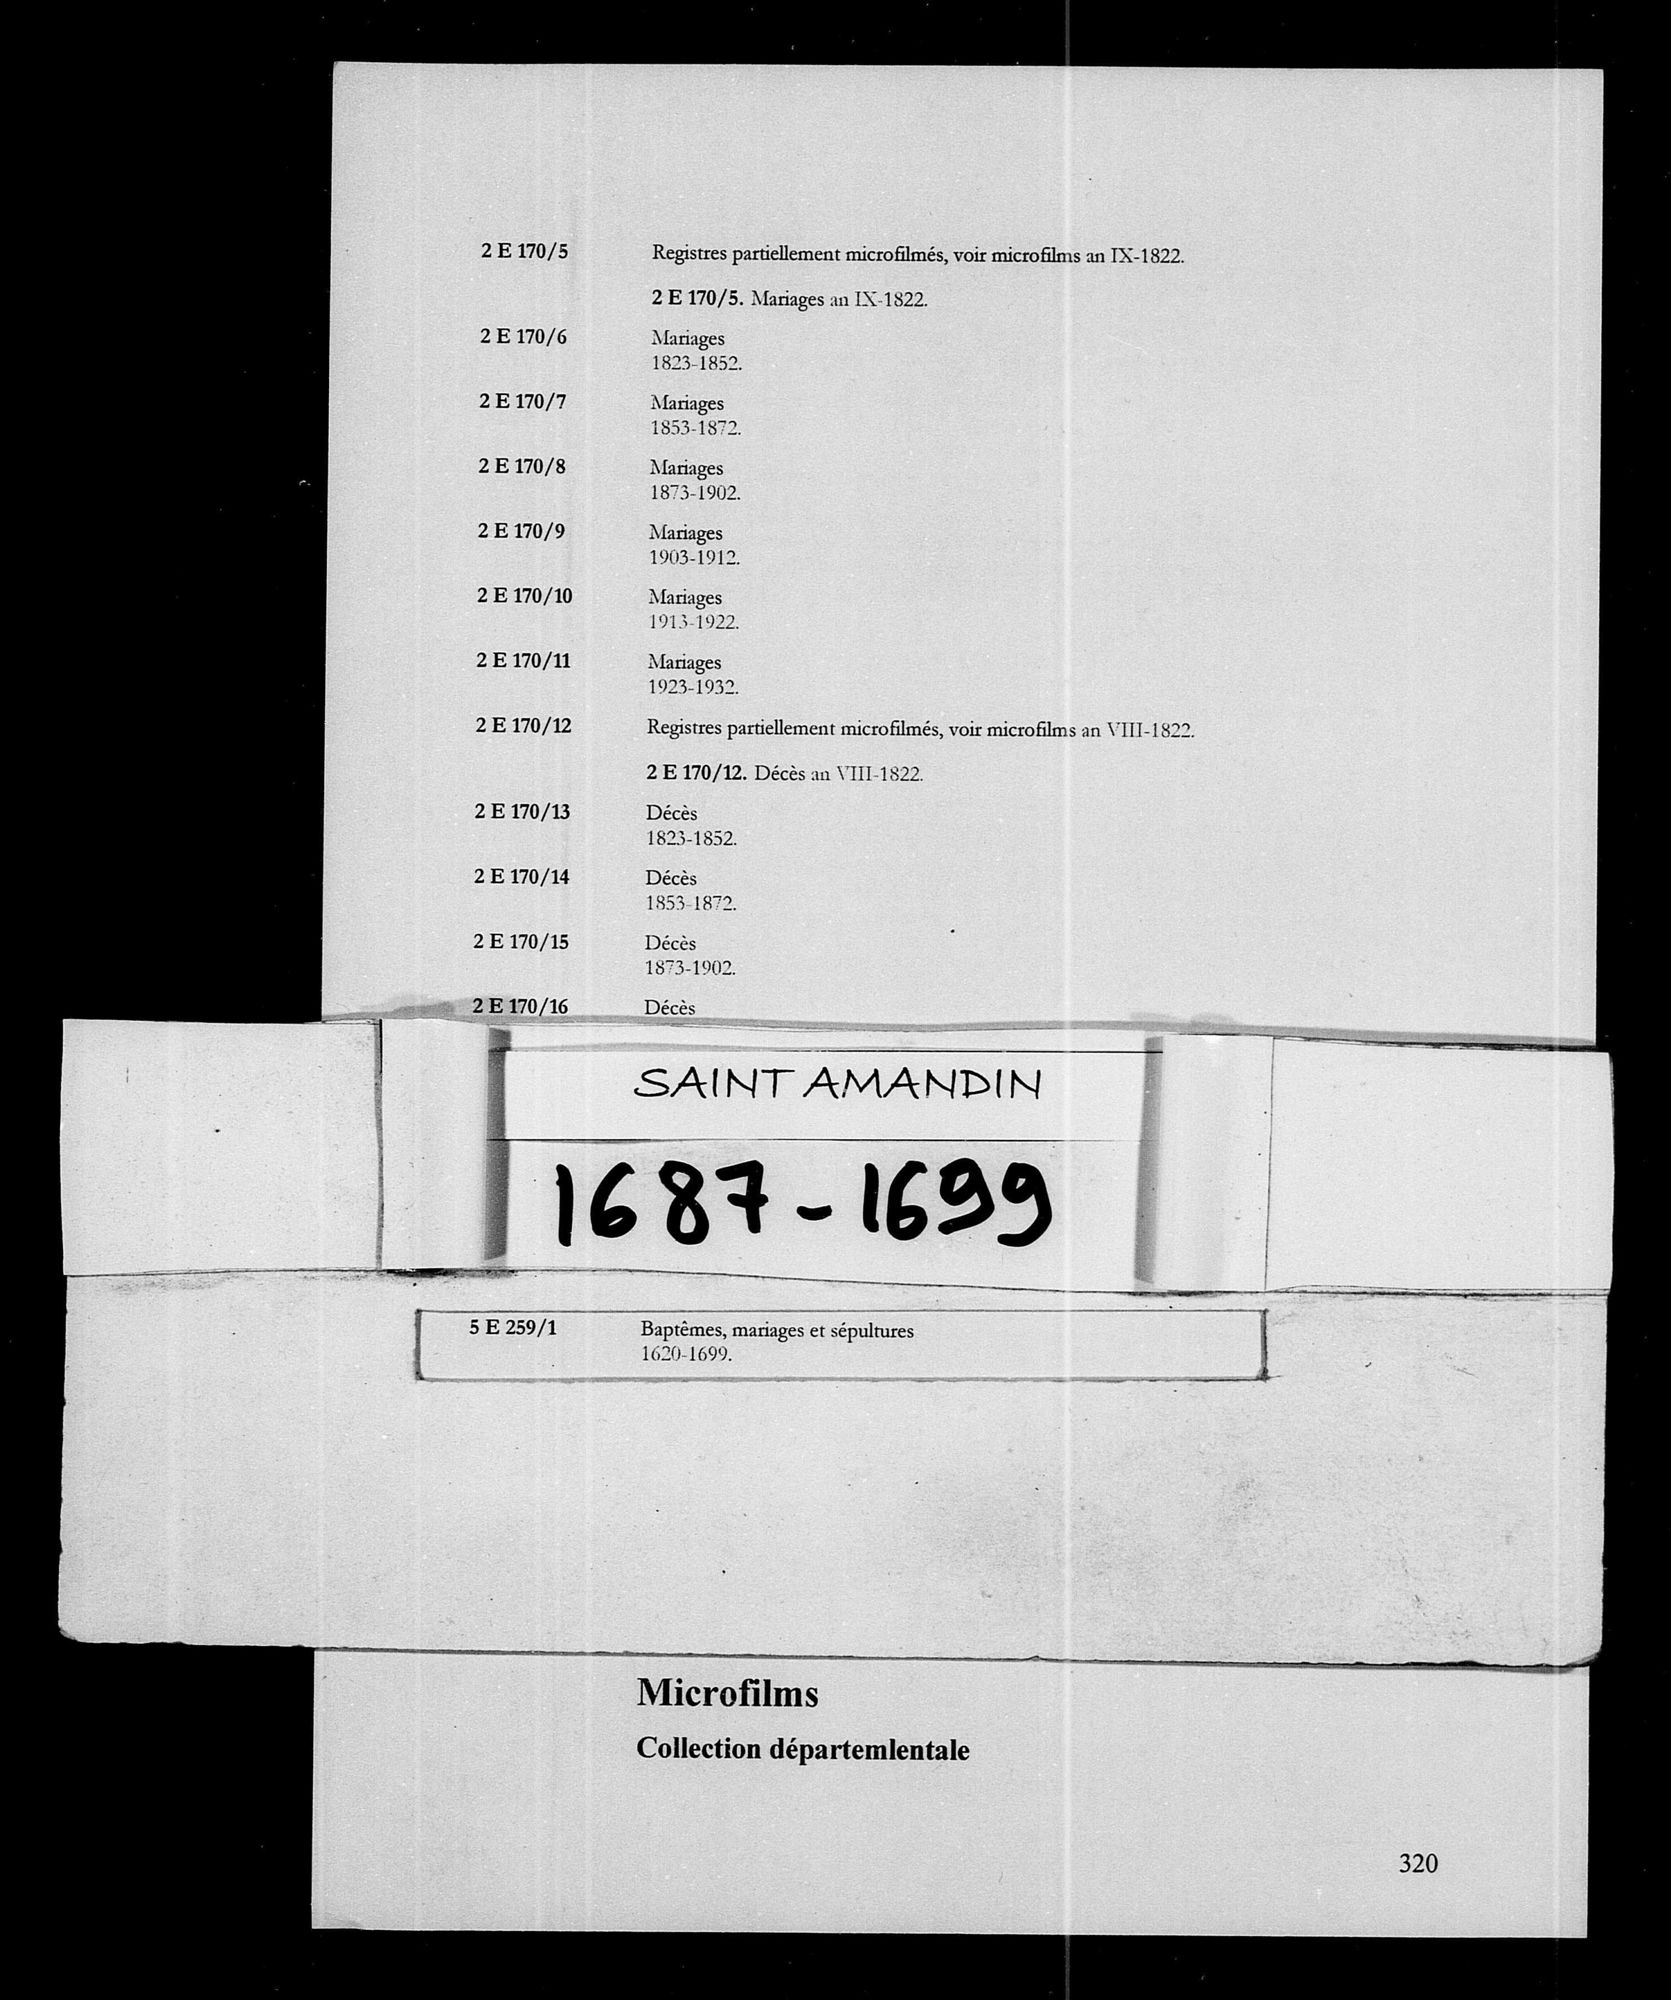 2 E 170/5 Registres partiellement microfilmés, voir microfilms an IX-1822.
2 E 170/5. Mariages an IX-1822.
2 E 170/6 Mariages
1823-1852.
2 E 170/7 Mariages
1853-1872.
2 E 170/8 Mariages
1873-1902.
2 E 170/9 Mariages
1903-1912.
2 E 170/10 Mariages
1913-1922.
2 E 170/11 Mariages
1923-1932.
2 E 170/12 Registres partiellement microfilmés, voir microfilms an VIII-1822.
2 E 170/12. Décès an VIII-1822.
2 E 170/13 Décès
1823-1852.
2 E 170/14 Décès
1853-1872.
2 E 170/15 Décès
1873-1902.
2 E 170/16 Décès
SAINT AMANDIN
1687-1699
5 E 259/1 Baptêmes, mariages et sépultures
1620-1699.
Microfilms
Collection départemlentale
320